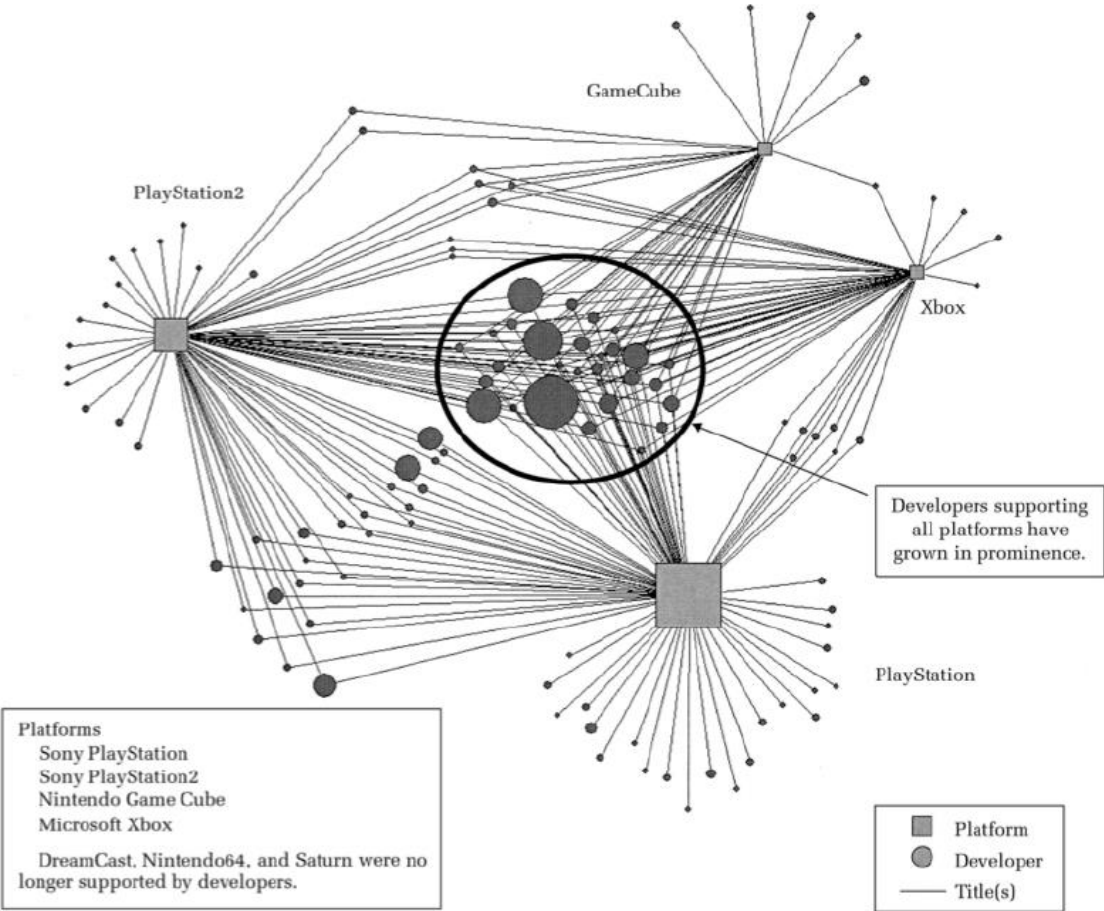 GameCube
PlayStation2
Xbox
Developers supporting
all platforms have
grown in prominence.
PlayStation
Platforms
Sony PlayStation
Sony PlayStation2
Nintendo Game Cube
Microsoft Xbox
DreamCast, Nintendo64, and Saturn were no
longer supported by developers.
Platform
Developer
Title(s)